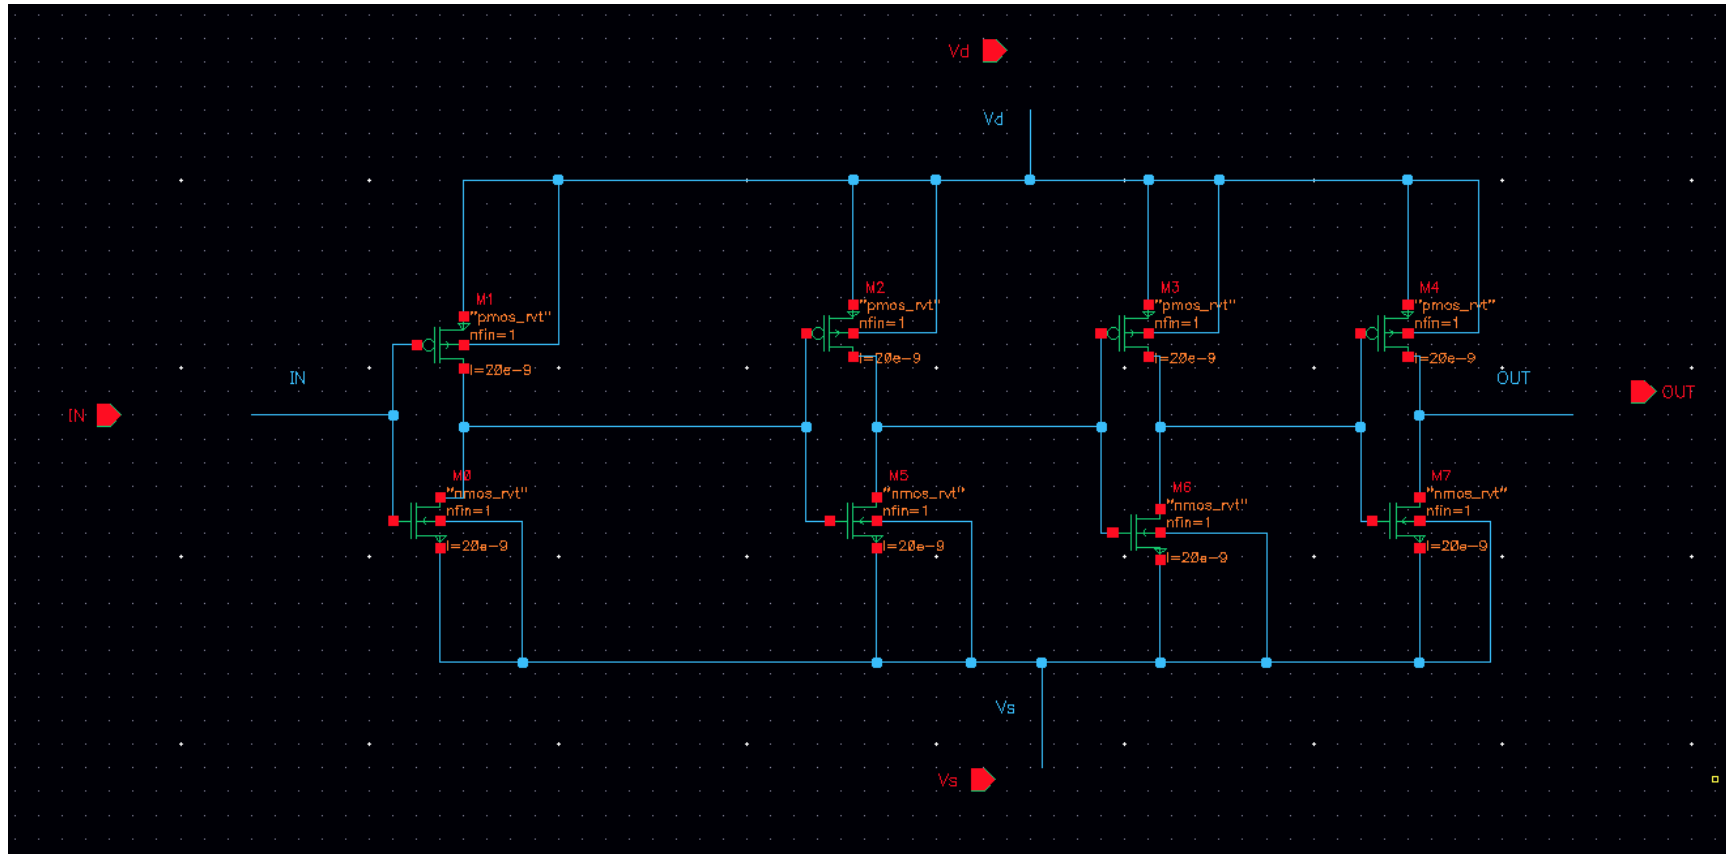 Vd
Vd
M1
"pmos_rvt"
nfin=1
l=20e-9
M2
"pmos_rvt"
nfin=1
l=20e-9
M3
"pmos_rvt"
nfin=1
l=20e-9
M4
"pmos_rvt"
nfin=1
l=20e-9
IN
IN
OUT
OUT
M0
"nmos_rvt"
nfin=1
l=20e-9
M5
"nmos_rvt"
nfin=1
l=20e-9
M6
"nmos_rvt"
nfin=1
l=20e-9
M7
"nmos_rvt"
nfin=1
l=20e-9
Vs
Vs